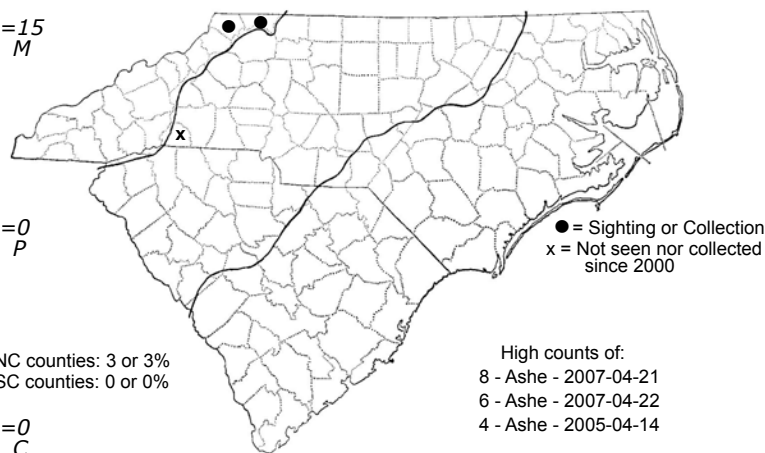 =15
M
x
=0
P
● = Sighting or Collection
x = Not seen nor collected
since 2000
NC counties: 3 or 3%
SC counties: 0 or 0%
High counts of:
8 - Ashe - 2007-04-21
6 - Ashe - 2007-04-22
4 - Ashe - 2005-04-14
=0
C